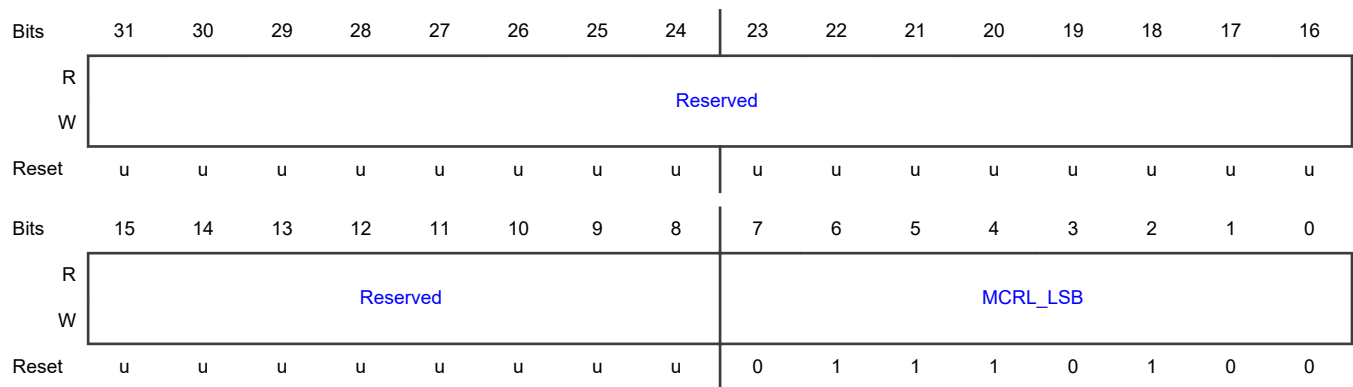 Bits 31 30 29 28 27 26 25 24 23 22 21 20 19 18 17 16
R
Reserved
W
Reset u u u u u u u u u u u u u u u u
Bits 15 14 13 12 11 10 9 8 7 6 5 4 3 2 1 0
R
Reserved MCRL_LSB
W
Reset u u u u u u u u 0 1 1 1 0 1 0 0